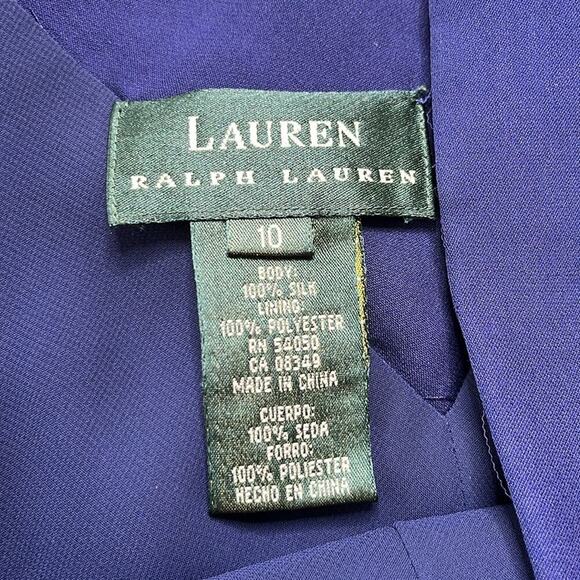 LAUREN
RALPH LAUREN
10
BODY:
100% SILK
LINING:
100% POLYESTER
RN 54050
CA 08349
MADE IN CHINA
CUERPO:
100% SEDA
FORRO:
100% POLIESTER
HECHO EN CHINA